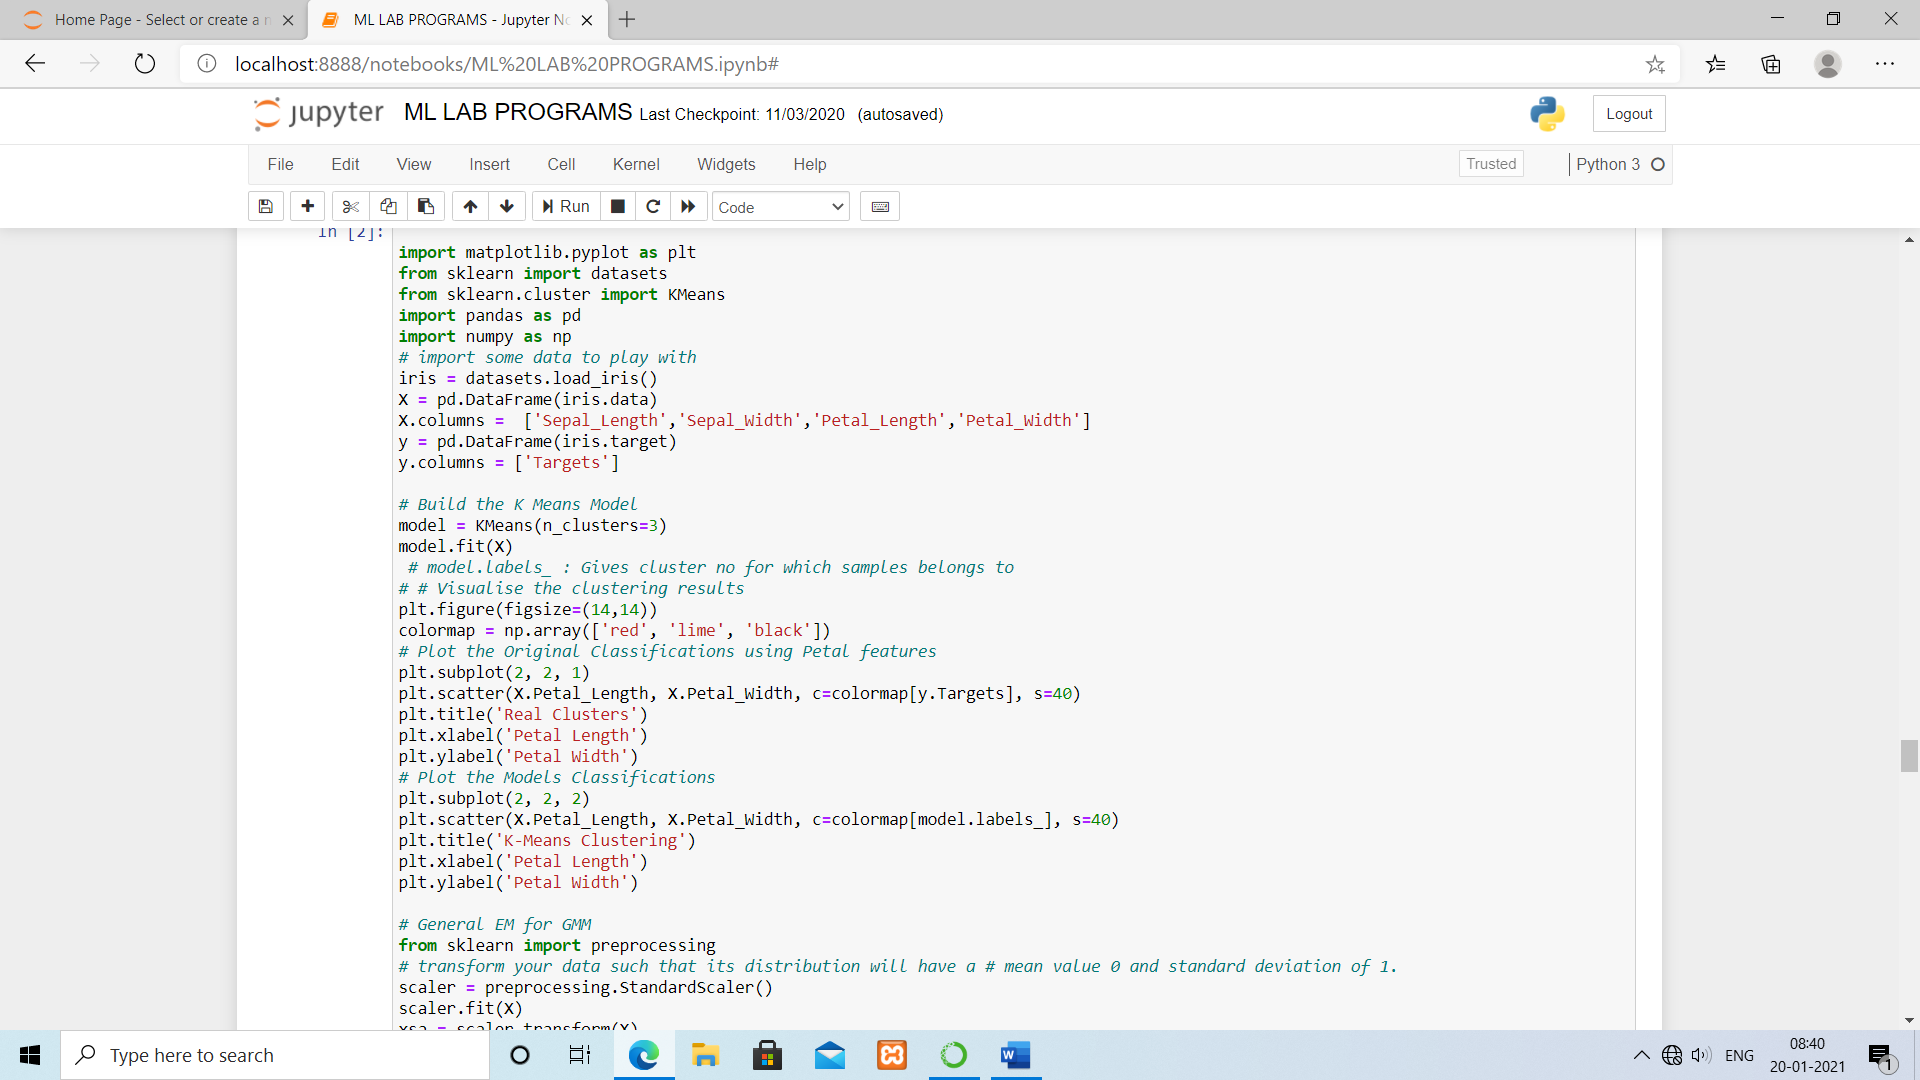 Home Page - Select or create a n
ML LAB PROGRAMS - Jupyter No
localhost:8888/notebooks/ML%20LAB%20PROGRAMS.ipynb#
jupyter ML LAB PROGRAMS Last Checkpoint: 11/03/2020 (autosaved)
Logout
File Edit View Insert Cell Kernel Widgets Help
Trusted
Python 3
Run
Code
In [2]:
import matplotlib.pyplot as plt
from sklearn import datasets
from sklearn.cluster import KMeans
import pandas as pd
import numpy as np
# import some data to play with
iris = datasets.load_iris()
X = pd.DataFrame(iris.data)
X.columns =  ['Sepal_Length','Sepal_Width','Petal_Length','Petal_Width']
y = pd.DataFrame(iris.target)
y.columns = ['Targets']
# Build the K Means Model
model = KMeans(n_clusters=3)
model.fit(X)
# model.labels_ : Gives cluster no for which samples belongs to
# # Visualise the clustering results
plt.figure(figsize=(14,14))
colormap = np.array(['red', 'lime', 'black'])
# Plot the Original Classifications using Petal features
plt.subplot(2, 2, 1)
plt.scatter(X.Petal_Length, X.Petal_Width, c=colormap[y.Targets], s=40)
plt.title('Real Clusters')
plt.xlabel('Petal Length')
plt.ylabel('Petal Width')
# Plot the Models Classifications
plt.subplot(2, 2, 2)
plt.scatter(X.Petal_Length, X.Petal_Width, c=colormap[model.labels_], s=40)
plt.title('K-Means Clustering')
plt.xlabel('Petal Length')
plt.ylabel('Petal Width')
# General EM for GMM
from sklearn import preprocessing
# transform your data such that its distribution will have a # mean value 0 and standard deviation of 1.
scaler = preprocessing.StandardScaler()
scaler.fit(X)
xsa = scaler.transform(X)
Type here to search
ENG
08:40
20-01-2021
1